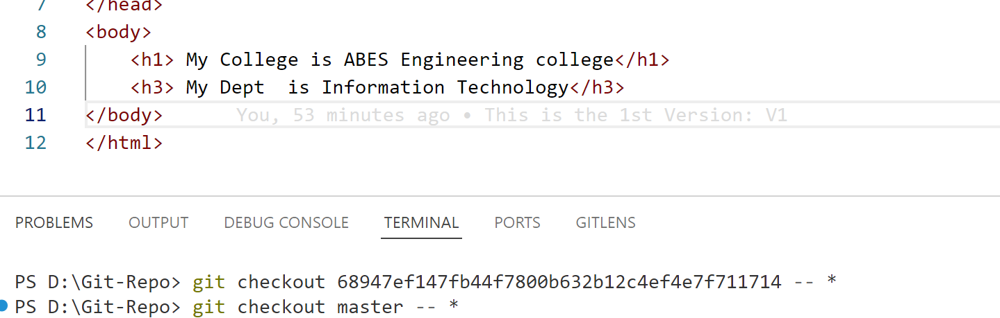 7 </head>
8 <body>
9 <h1> My College is ABES Engineering college</h1>
10 <h3> My Dept  is Information Technology</h3>
11 </body> You, 53 minutes ago • This is the 1st Version: V1
12 </html>
PROBLEMS OUTPUT DEBUG CONSOLE TERMINAL PORTS GITLENS
PS D:\Git-Repo> git checkout 68947ef147fb44f7800b632b12c4ef4e7f711714 -- *
PS D:\Git-Repo> git checkout master -- *